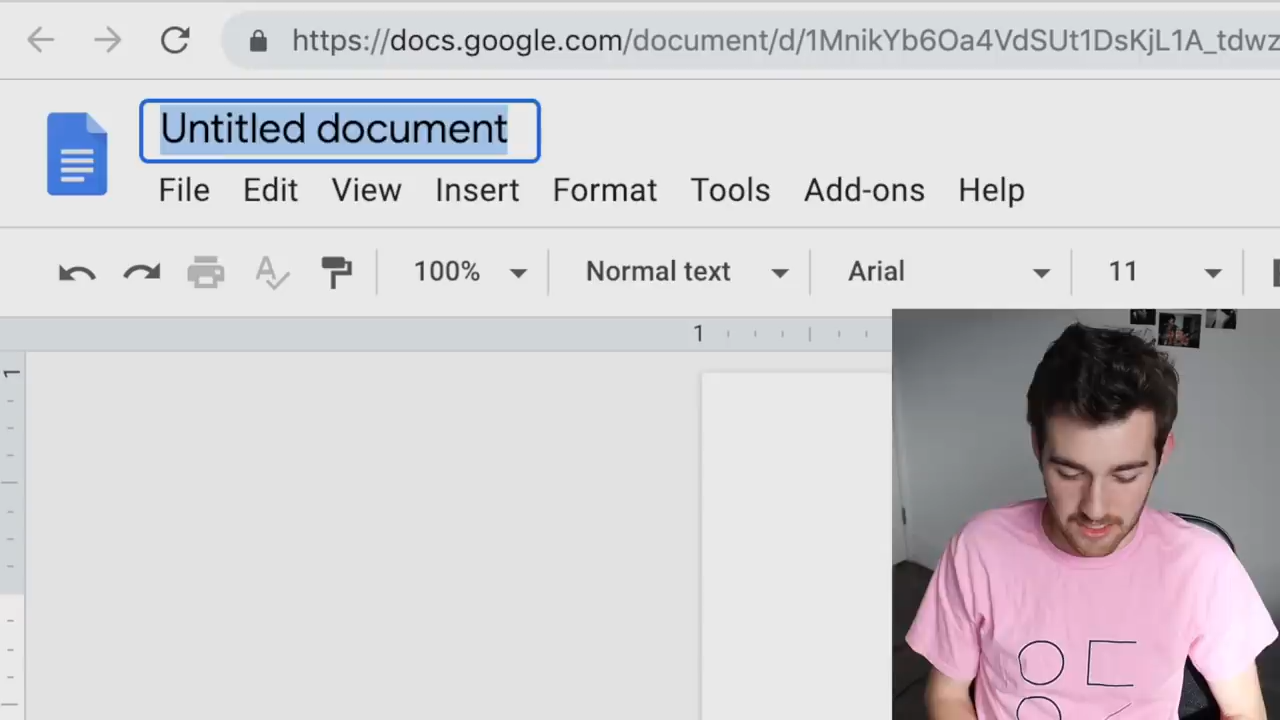 https://docs.google.com/document/d/1MnikYb6Oa4VdSUt1DsKjL1A_tdwz
Untitled document
File Edit View Insert Format Tools Add-ons Help
100% Normal text Arial 11
1
1